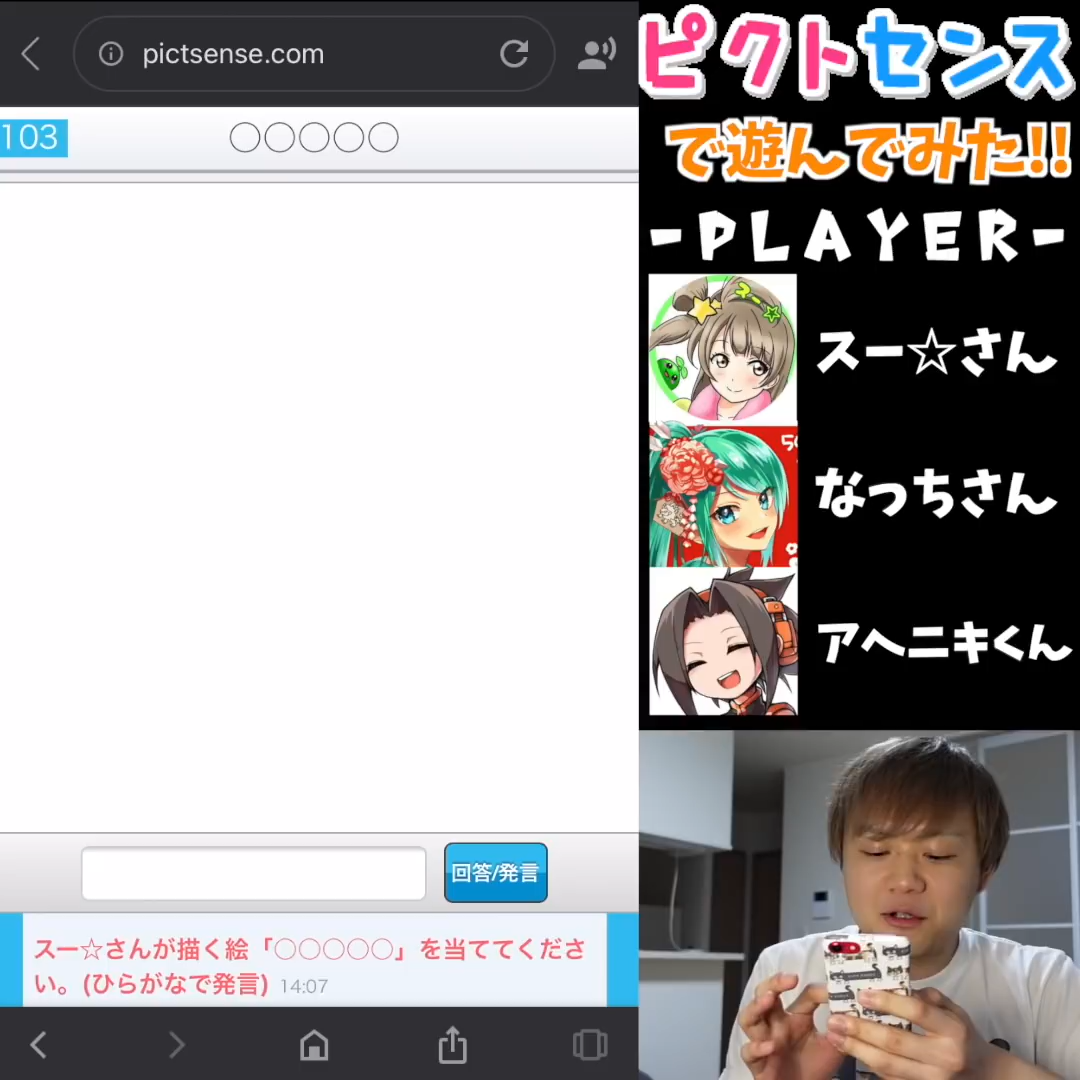 pictsense.com
103
○○○○○
回答/発言
スー☆さんが描く絵「○○○○○」を当ててくださ
い。(ひらがなで発言) 14:07
ピクトセンス
で遊んでみた!!
-PLAYER-
スー☆さん
なっちさん
アヘニキくん